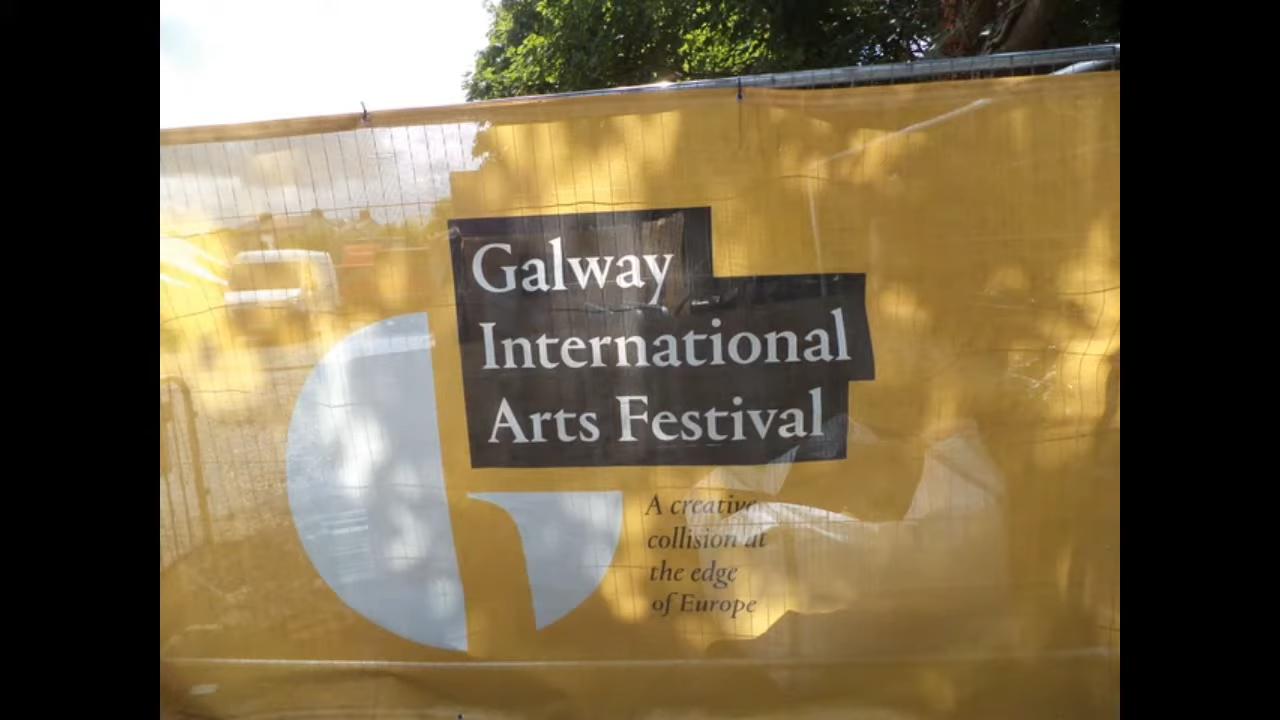 Galway
International
Arts Festival
A creative
collision at
the edge
of Europe